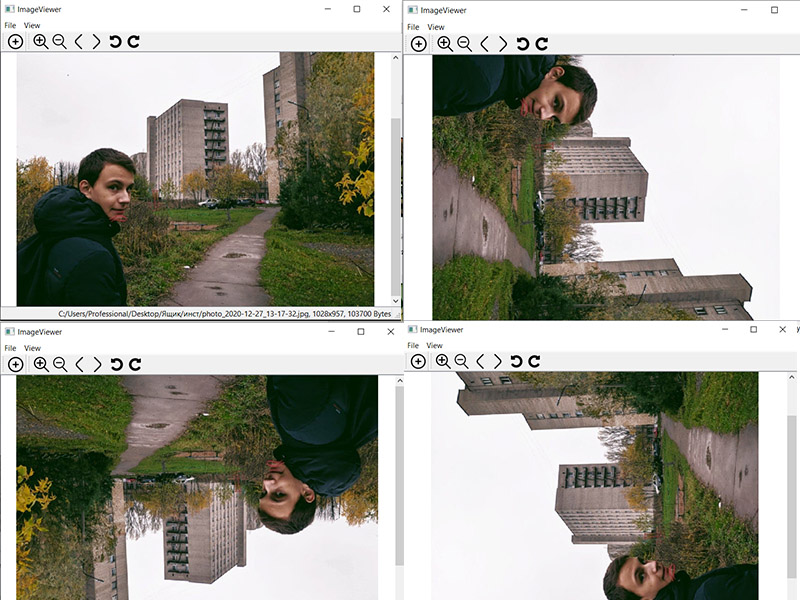 ImageViewer
File View
C:/Users/Professional/Desktop/Ящик/инст/photo_2020-12-27_13-17-32.jpg, 1028x957, 103700 Bytes
ImageViewer
File View
ImageViewer
File View
ImageViewer
File View